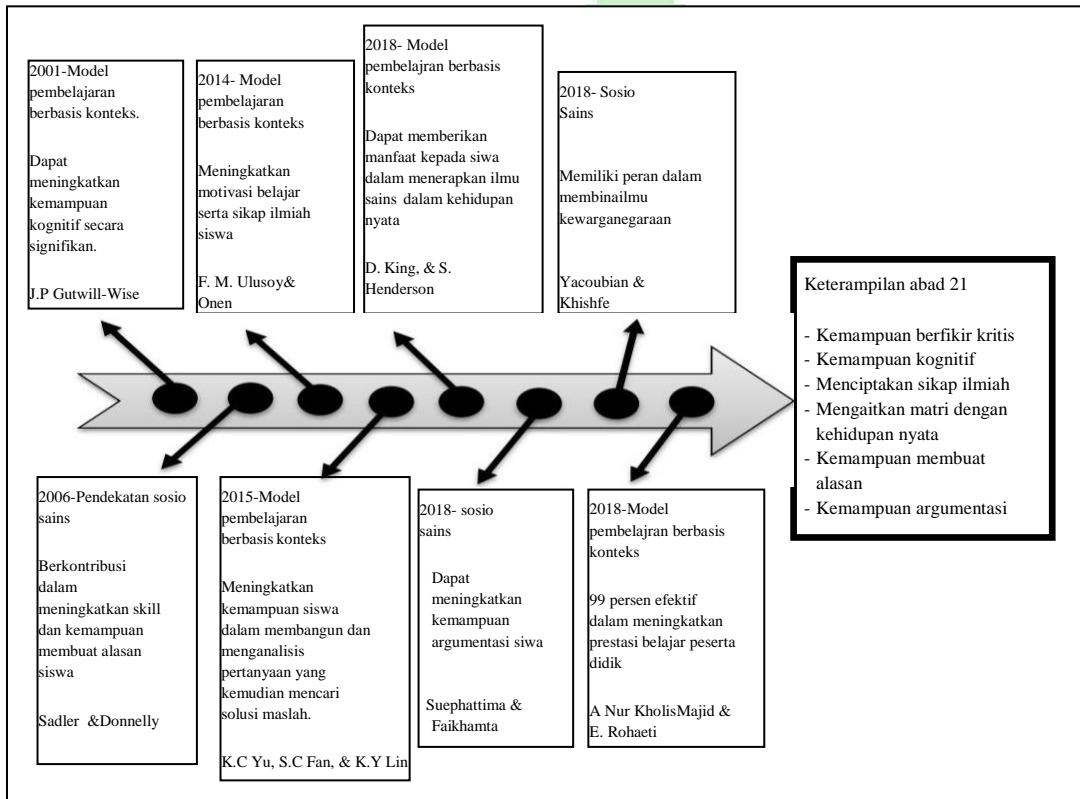 2001-Model
pembelajaran
berbasis konteks.
Dapat
meningkatkan
kemampuan
kognitif secara
signifikan.
J.P Gutwill-Wise
2014- Model
pembelajaran
berbasis konteks
Meningkatkan
motivasi belajar
serta sikap ilmiah
siswa
F. M. Ulusoy&
Onen
2018- Model
pembelajran berbasis
konteks
Dapat memberikan
manfaat kepada siwa
dalam menerapkan ilmu
sains dalam kehidupan
nyata
D. King, & S.
Henderson
2018- Sosio
Sains
Memiliki peran dalam
membinailmu
kewarganegaraan
Yacoubian &
Khishfe
Keterampilan abad 21
- Kemampuan berfikir kritis
- Kemampuan kognitif
- Menciptakan sikap ilmiah
- Mengaitkan matri dengan
kehidupan nyata
- Kemampuan membuat
alasan
- Kemampuan argumentasi
2006-Pendekatan sosio
sains
Berkontribusi
dalam
meningkatkan skill
dan kemampuan
membuat alasan
siswa
Sadler &Donnelly
2015-Model
pembelajaran
berbasis konteks
Meningkatkan
kemampuan siswa
dalam membangun dan
menganalisis
pertanyaan yang
kemudian mencari
solusi maslah.
K.C Yu, S.C Fan, & K.Y Lin
2018- sosio
sains
Dapat
meningkatkan
kemampuan
argumentasi siwa
Suephattima &
Faikhamta
2018-Model
pembelajran berbasis
konteks
99 persen efektif
dalam meningkatkan
prestasi belajar peserta
didik
A Nur KholisMajid &
E. Rohaeti